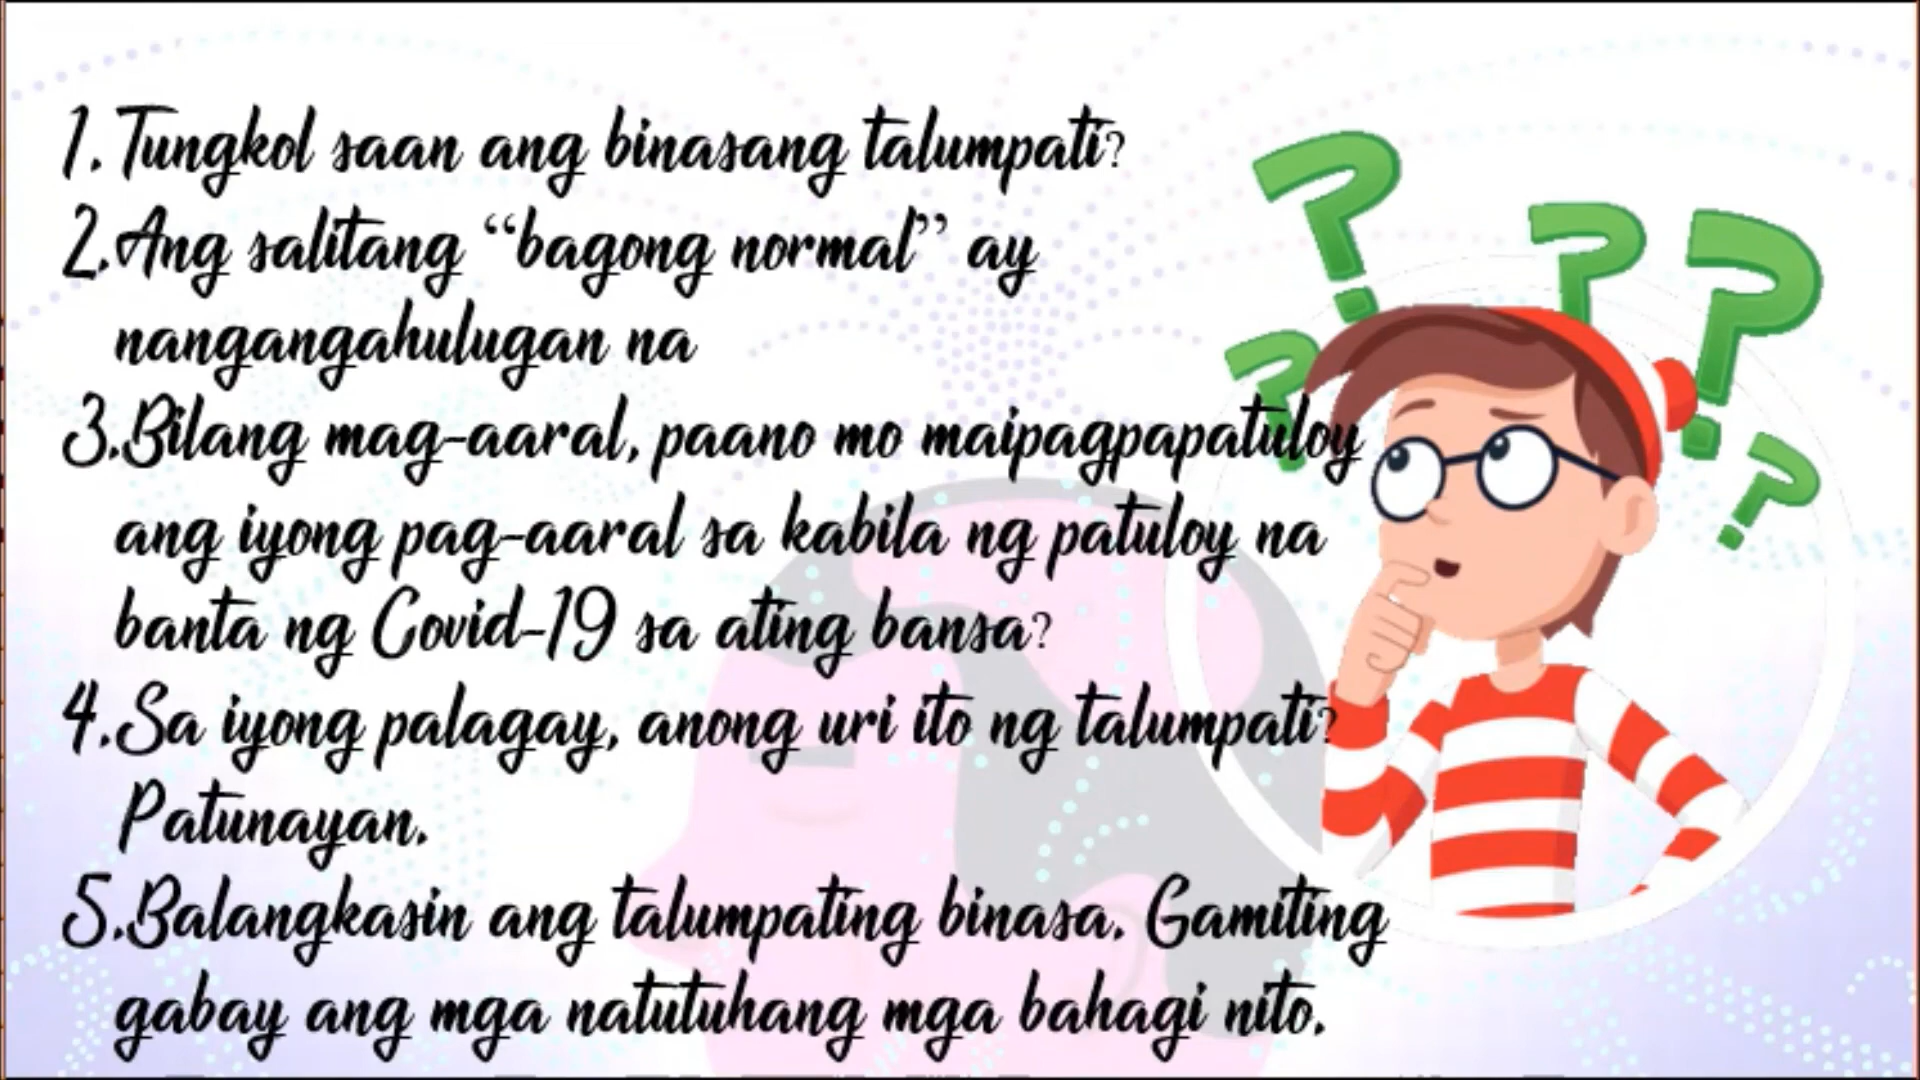 1. Tungkol saan ang binasang talumpati?
2. Ang salitang “bagong normal” ay
nangangahulugan na
3. Bilang mag-aaral, paano mo maipagpapatuloy
ang iyong pag-aaral sa kabila ng patuloy na
banta ng Covid-19 sa ating bansa?
4. Sa iyong palagay, anong uri ito ng talumpati?
Patunayan.
5. Balangkasin ang talumpating binasa. Gamiting
gabay ang mga natutuhang mga bahagi nito.